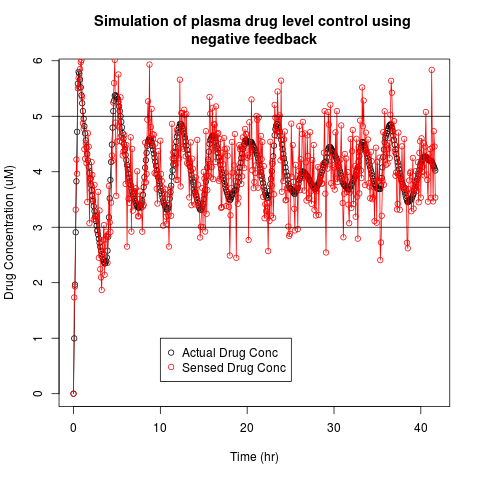 Simulation of plasma drug level control using
negative feedback
Drug Concentration (uM)
6
5
4
3
2
1
0
Actual Drug Conc
Sensed Drug Conc
0
10
20
30
40
Time (hr)